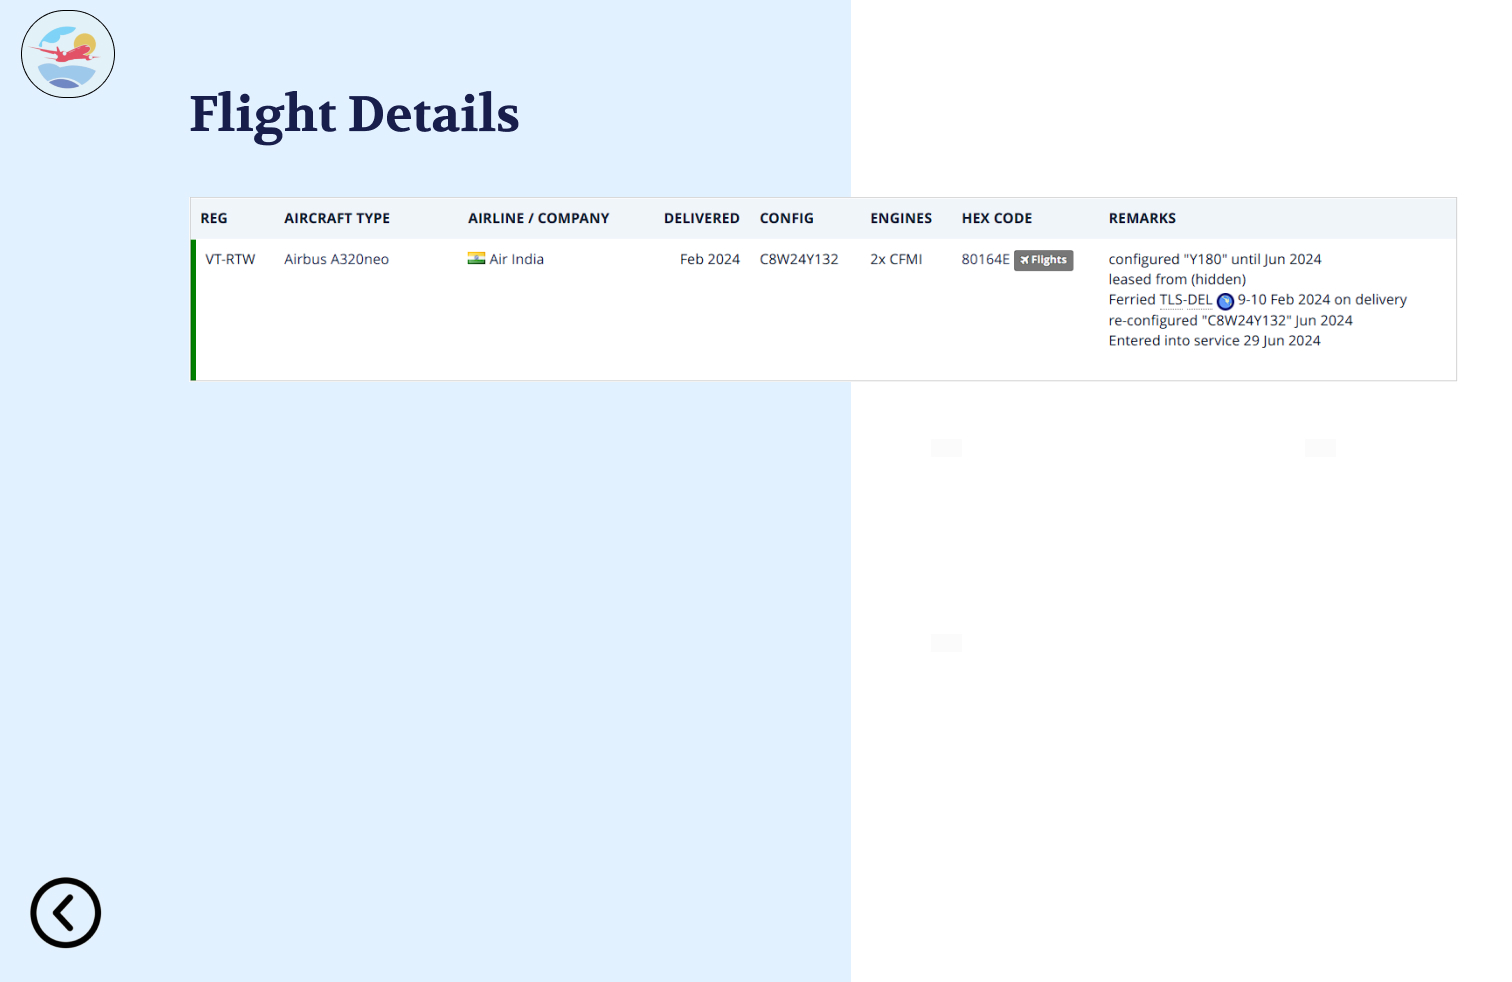 Flight Details
REG AIRCRAFT TYPE AIRLINE / COMPANY DELIVERED CONFIG ENGINES HEX CODE REMARKS
VT-RTW Airbus A320neo Air India Feb 2024 C8W24Y132 2x CFMI 80164E Flights configured "Y180" until Jun 2024
leased from (hidden)
Ferried TLS-DEL 9-10 Feb 2024 on delivery
re-configured "C8W24Y132" Jun 2024
Entered into service 29 Jun 2024